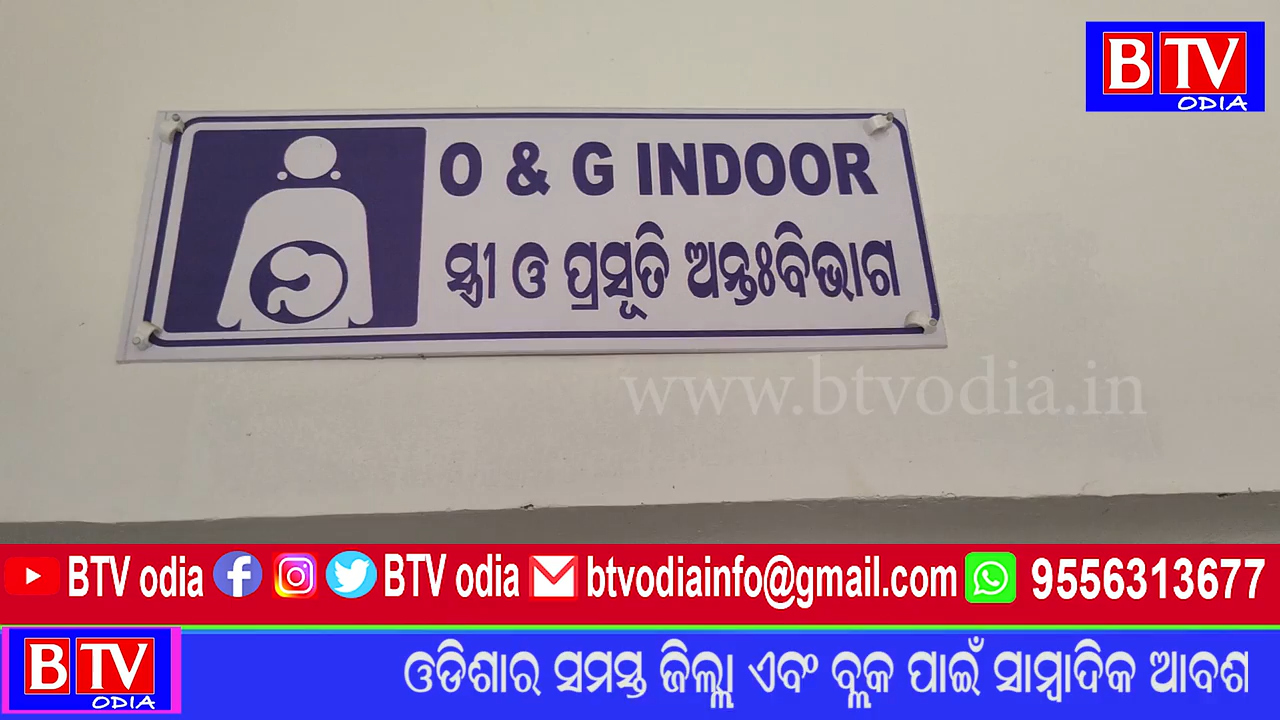 BTV
ODIA
O & G INDOOR
ସ୍ତ୍ରୀ ଓ ପ୍ରସୂତି ଅନ୍ତଃବିଭାଗ
www.btvodia.in
BTV odia BTV odia btvodiainfo@gmail.com 9556313677
BTV
ODIA
ଓଡିଶାର ସମସ୍ତ ଜିଲ୍ଲା ଏବଂ ବ୍ଲକ ପାଇଁ ସାମ୍ବାଦିକ ଆବଶ